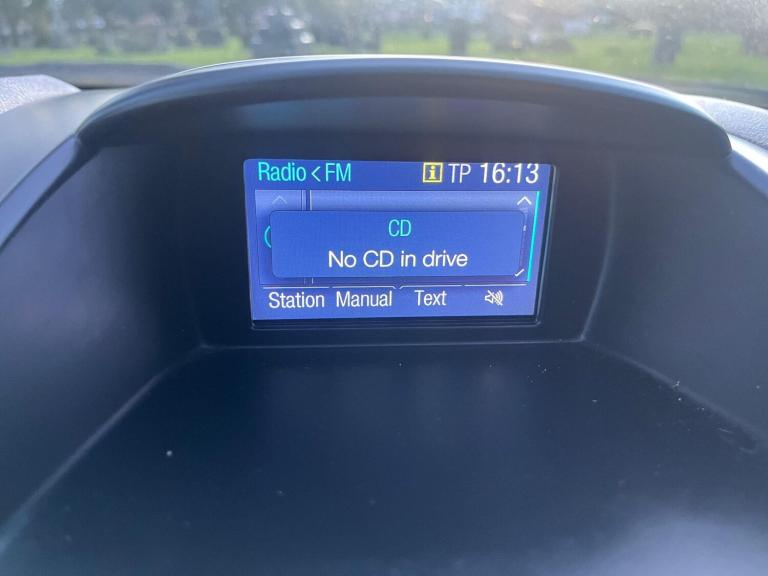 Radio < FM i TP 16:13
CD
No CD in drive
Station Manual Text